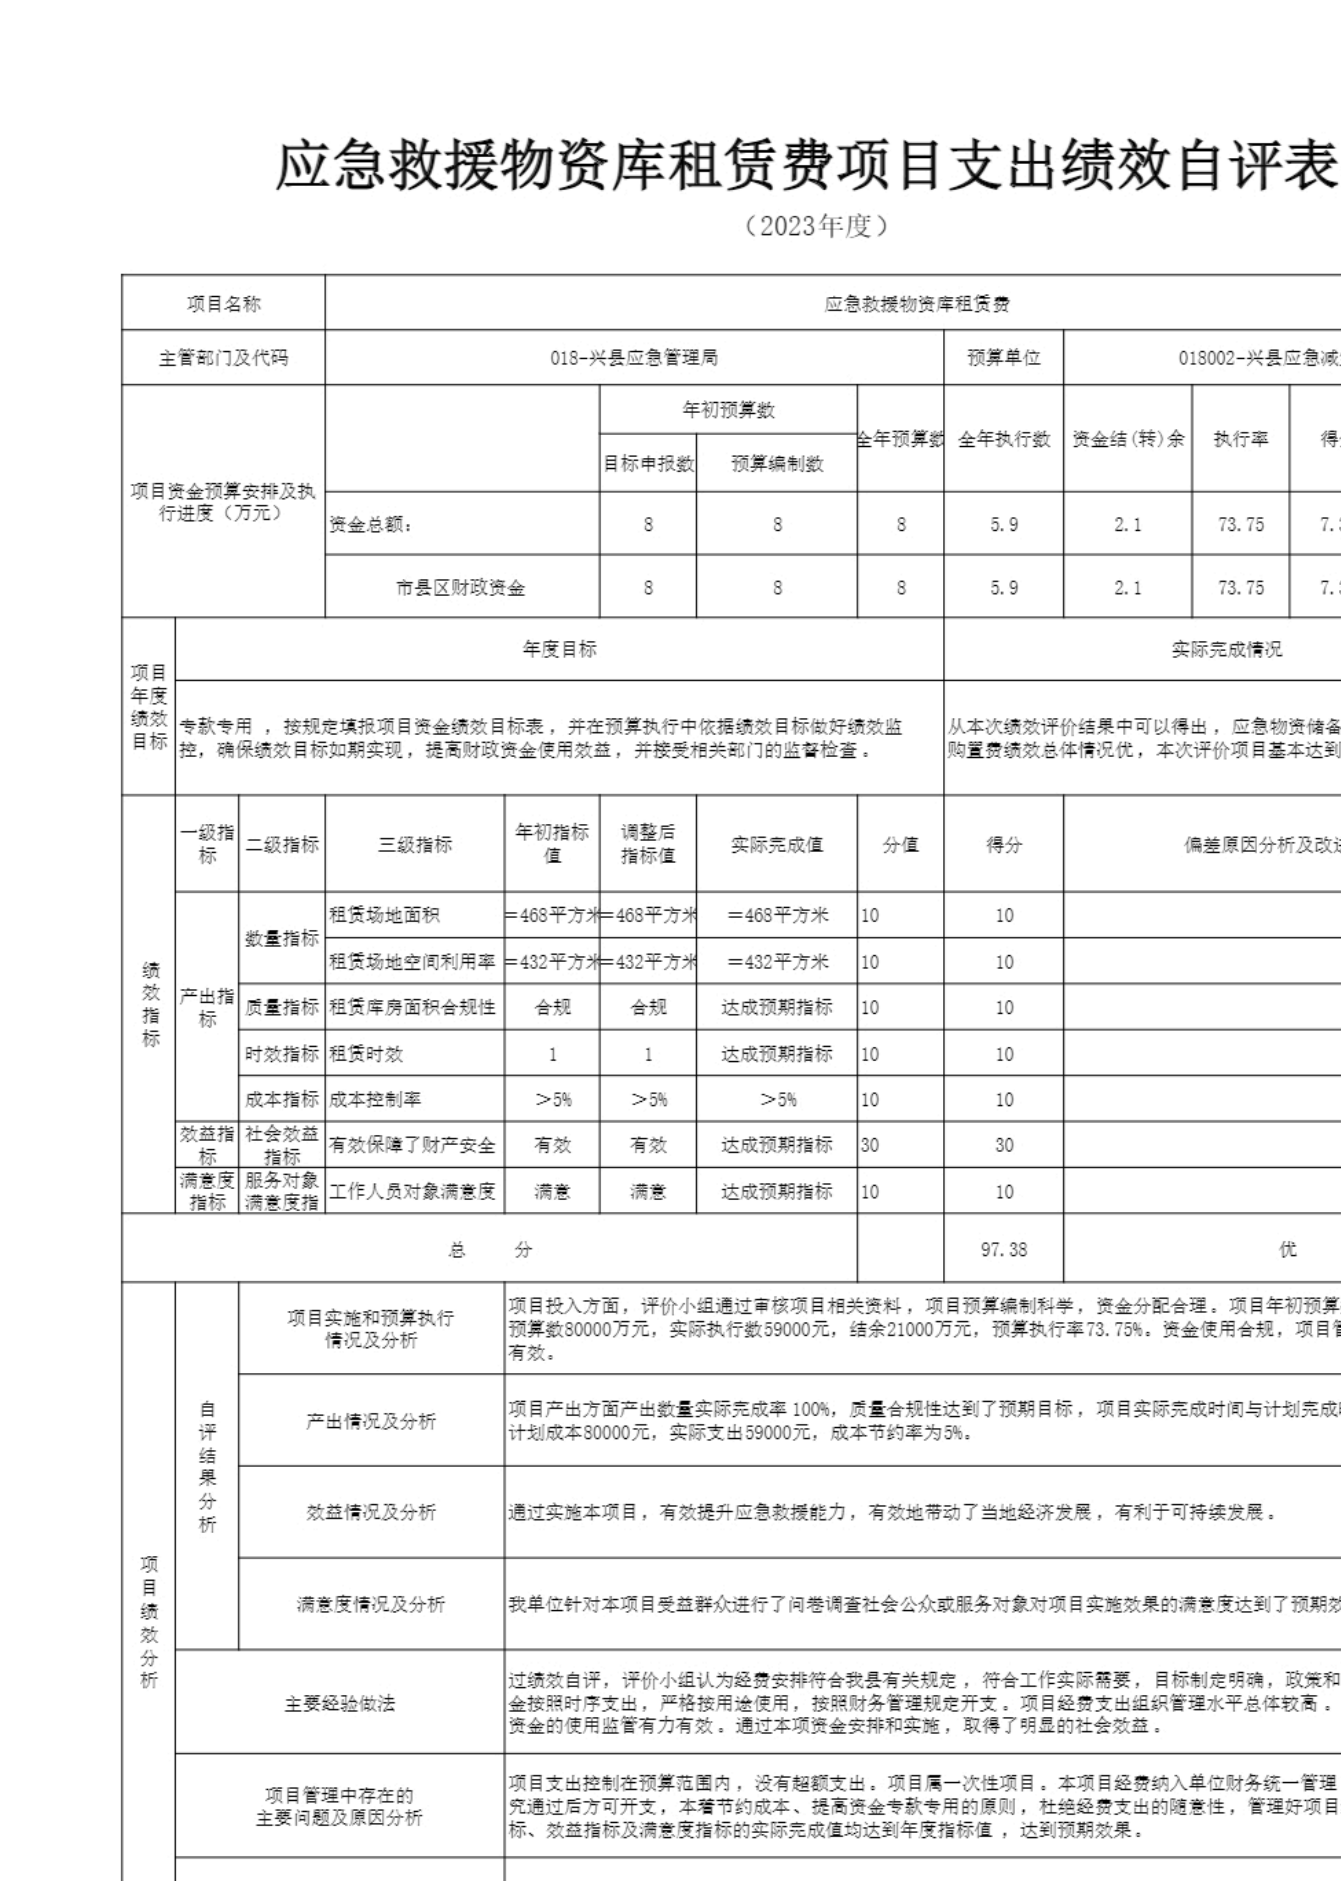 应急救援物资库租赁费项目支出绩效自评表
（2023年度）
项目名称
应急救援物资库租赁费
主管部门及代码
018-兴县应急管理局
预算单位
018002-兴县应急减
项目资金预算安排及执
行进度（万元）
年初预算数
目标申报数
预算编制数
全年预算数
全年执行数
资金结(转)余
执行率
得
资金总额：
8
8
8
5.9
2.1
73.75
7.
市县区财政资金
8
8
8
5.9
2.1
73.75
7.
项目
年度
绩效
目标
年度目标
实际完成情况
专款专用 ，按规定填报项目资金绩效目标表，并在预算执行中依据绩效目标做好绩效监
控，确保绩效目标如期实现，提高财政资金使用效益，并接受相关部门的监督检查。
从本次绩效评价结果中可以得出，应急物资储备
购置费绩效总体情况优，本次评价项目基本达到
绩
效
指
标
一级指
标
二级指标
三级指标
年初指标
值
调整后
指标值
实际完成值
分值
得分
偏差原因分析及改进
产出指
标
数量指标
租赁场地面积
＝468平方米
＝468平方米
＝468平方米
10
10
租赁场地空间利用率
＝432平方米
＝432平方米
＝432平方米
10
10
质量指标
租赁库房面积合规性
合规
合规
达成预期指标
10
10
时效指标
租赁时效
1
1
达成预期指标
10
10
成本指标
成本控制率
＞5%
＞5%
＞5%
10
10
效益指
标
社会效益
指标
有效保障了财产安全
有效
有效
达成预期指标
30
30
满意度
指标
服务对象
满意度指
工作人员对象满意度
满意
满意
达成预期指标
10
10
总 分
97.38
优
项
目
绩
效
分
析
自
评
结
果
分
析
项目实施和预算执行
情况及分析
项目投入方面，评价小组通过审核项目相关资料，项目预算编制科学，资金分配合理。项目年初预算
预算数80000万元，实际执行数59000元，结余21000万元，预算执行率73.75%。资金使用合规，项目管
有效。
产出情况及分析
项目产出方面产出数量实际完成率100%，质量合规性达到了预期目标，项目实际完成时间与计划完成时
计划成本80000元，实际支出59000元，成本节约率为5%。
效益情况及分析
通过实施本项目，有效提升应急救援能力，有效地带动了当地经济发展，有利于可持续发展。
满意度情况及分析
我单位针对本项目受益群众进行了问卷调查社会公众或服务对象对项目实施效果的满意度达到了预期效
主要经验做法
过绩效自评，评价小组认为经费安排符合我县有关规定，符合工作实际需要，目标制定明确，政策和
金按照时序支出，严格按用途使用，按照财务管理规定开支。项目经费支出组织管理水平总体较高。
资金的使用监管有力有效。通过本项资金安排和实施，取得了明显的社会效益。
项目管理中存在的
主要问题及原因分析
项目支出控制在预算范围内，没有超额支出。项目属一次性项目。本项目经费纳入单位财务统一管理
究通过后方可开支，本着节约成本、提高资金专款专用的原则，杜绝经费支出的随意性，管理好项目
标、效益指标及满意度指标的实际完成值均达到年度指标值 ，达到预期效果。